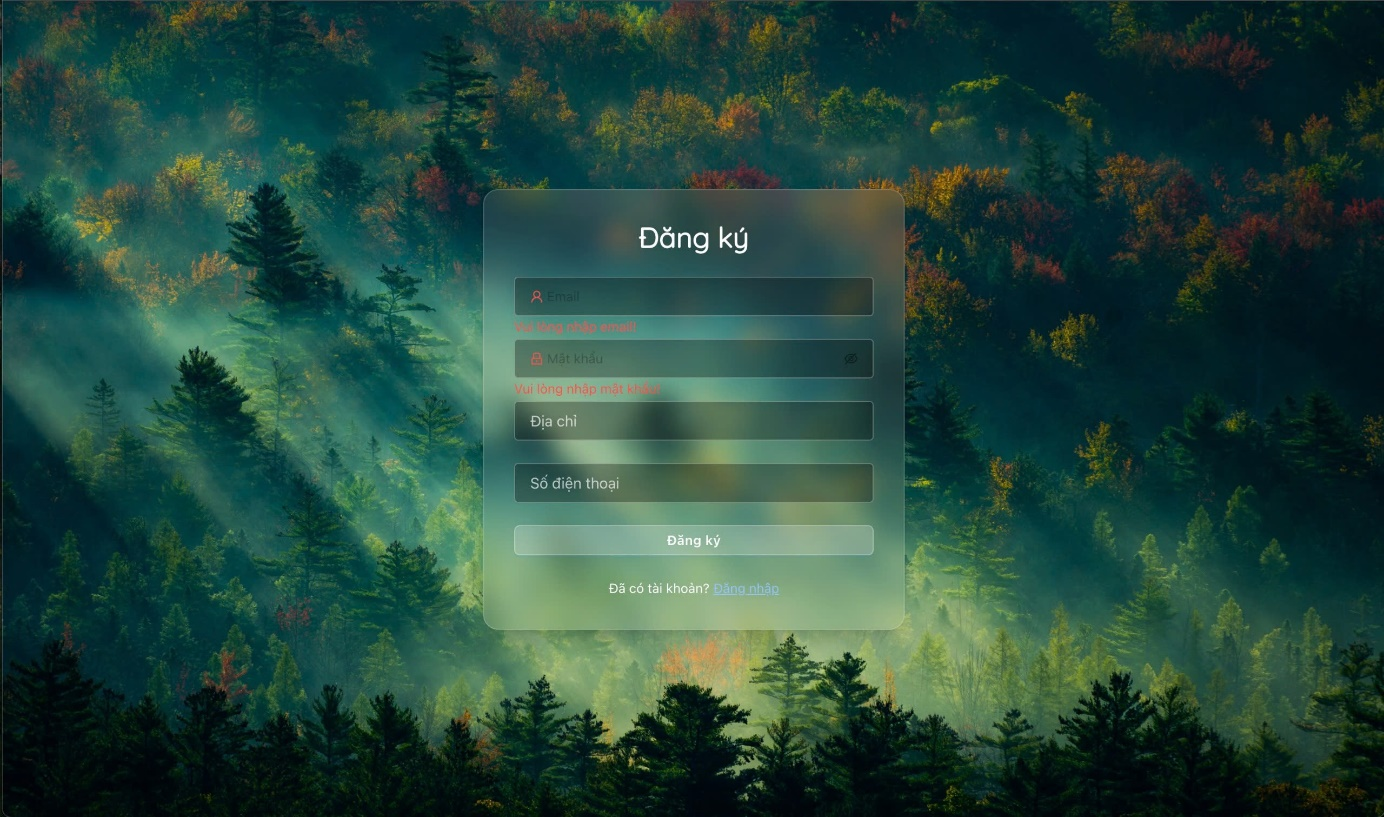 Đăng ký
Email
Vui lòng nhập email!
Mật khẩu
Vui lòng nhập mật khẩu!
Địa chỉ
Số điện thoại
Đăng ký
Đã có tài khoản? Đăng nhập